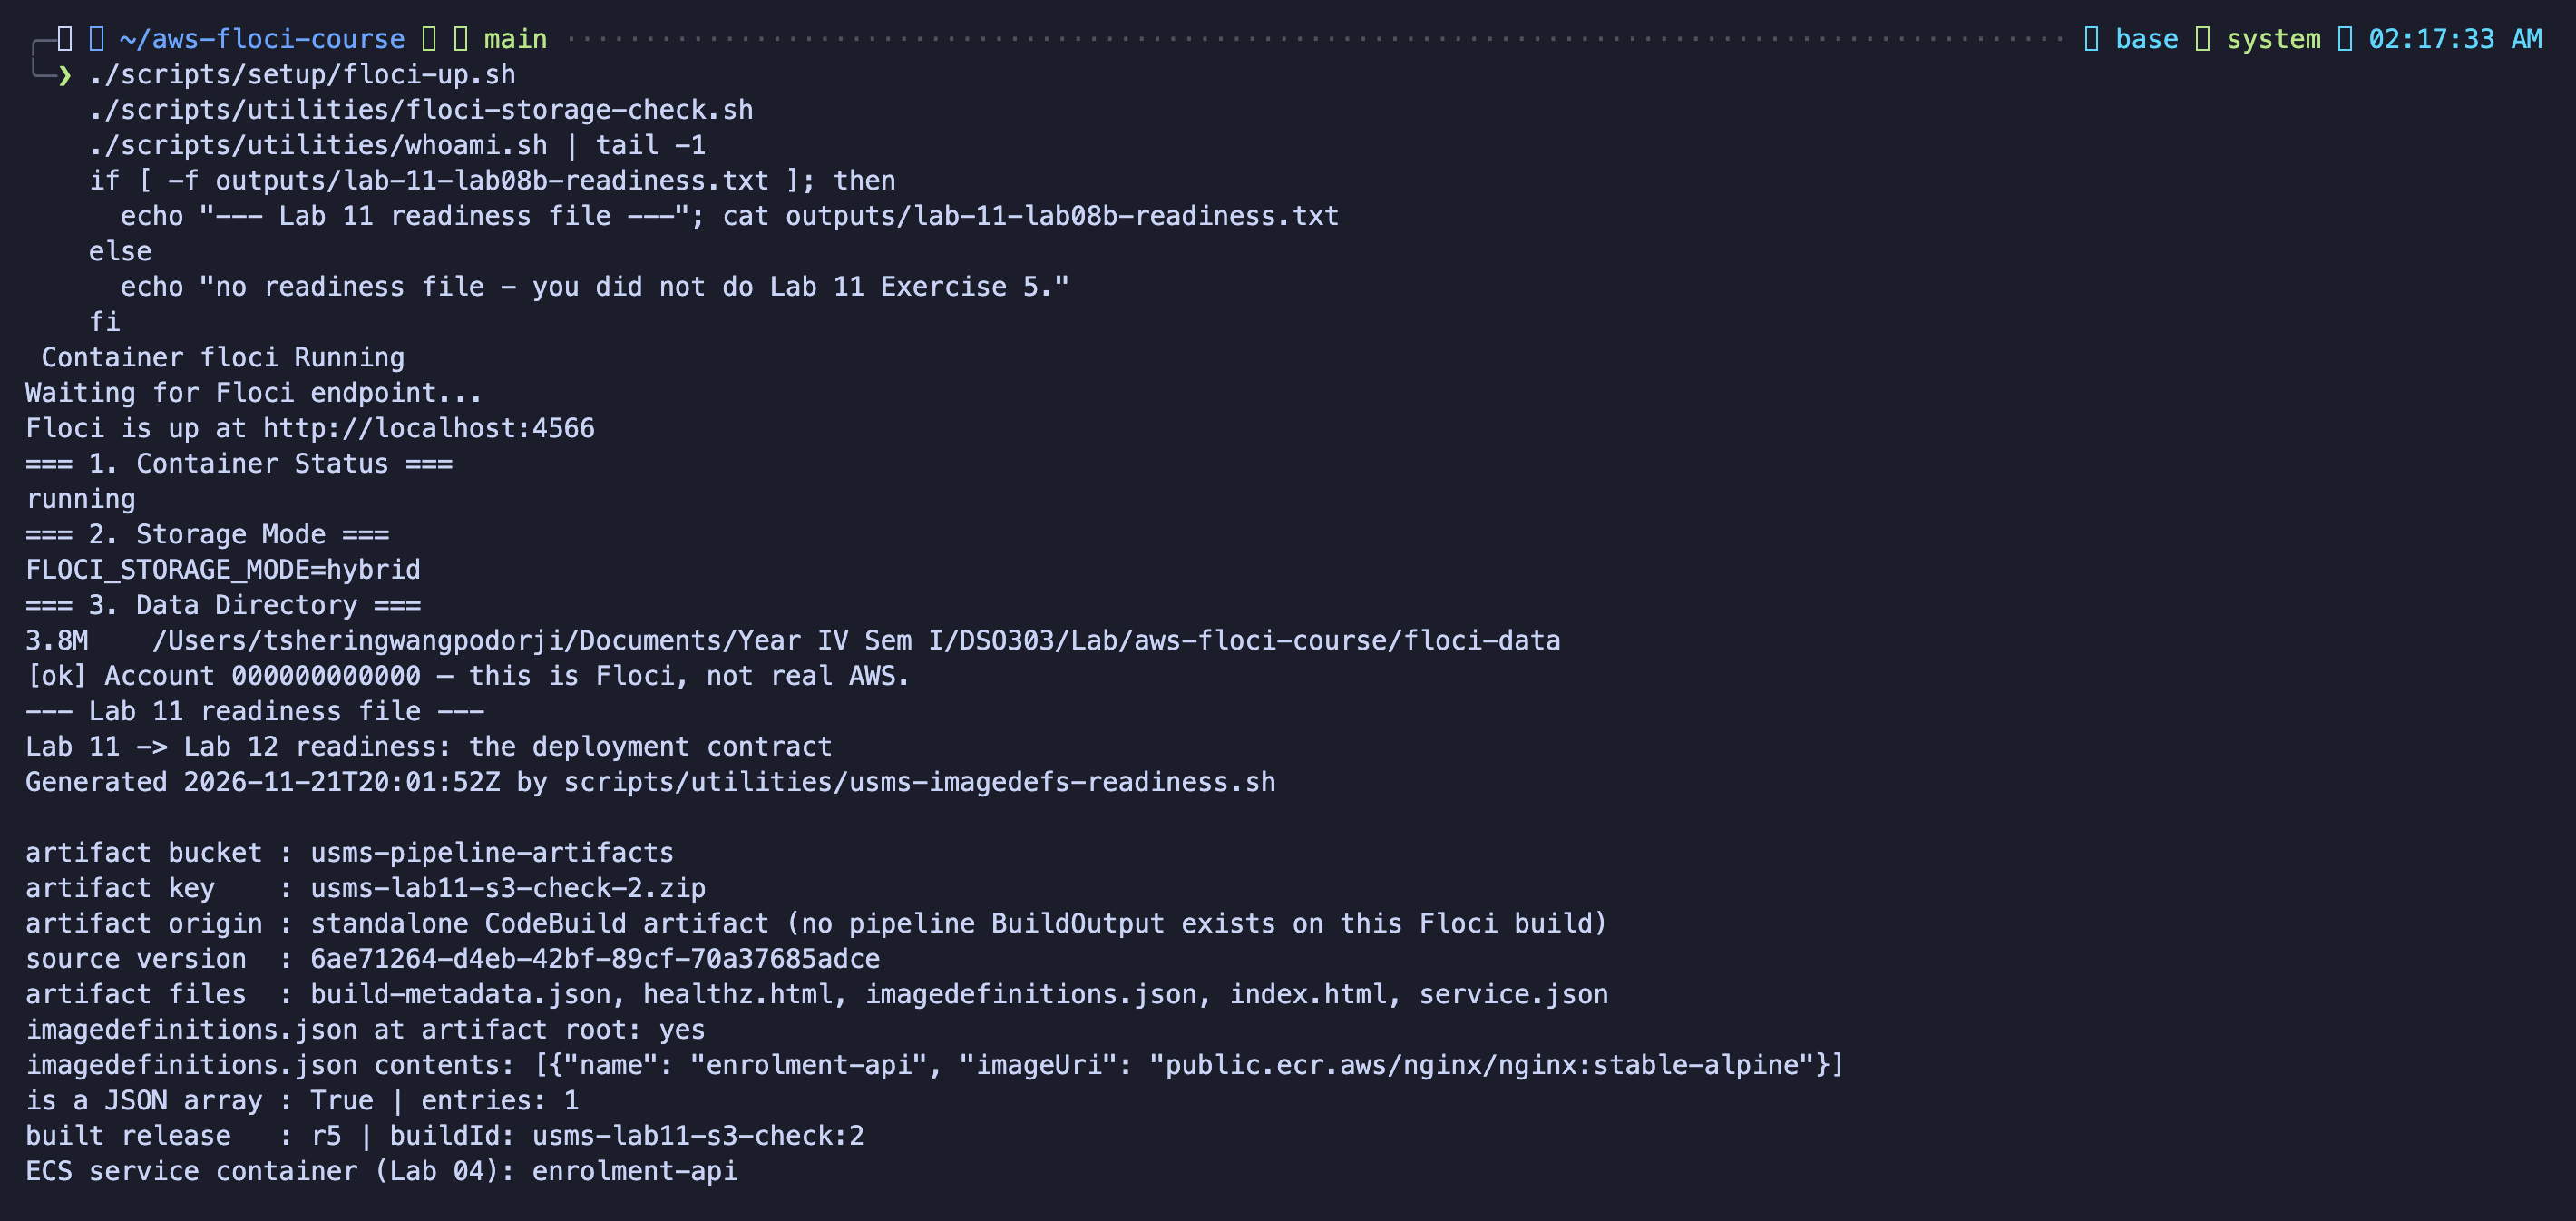 ~/aws-floci-course main base system 02:17:33 AM
❯ ./scripts/setup/floci-up.sh
./scripts/utilities/floci-storage-check.sh
./scripts/utilities/whoami.sh | tail -1
if [ -f outputs/lab-11-lab08b-readiness.txt ]; then
  echo "--- Lab 11 readiness file ---"; cat outputs/lab-11-lab08b-readiness.txt
else
  echo "no readiness file - you did not do Lab 11 Exercise 5."
fi
 Container floci Running
Waiting for Floci endpoint...
Floci is up at http://localhost:4566
=== 1. Container Status ===
running
=== 2. Storage Mode ===
FLOCI_STORAGE_MODE=hybrid
=== 3. Data Directory ===
3.8M    /Users/tsheringwangpodorji/Documents/Year IV Sem I/DSO303/Lab/aws-floci-course/floci-data
[ok] Account 000000000000 — this is Floci, not real AWS.
--- Lab 11 readiness file ---
Lab 11 -> Lab 12 readiness: the deployment contract
Generated 2026-11-21T20:01:52Z by scripts/utilities/usms-imagedefs-readiness.sh
artifact bucket : usms-pipeline-artifacts
artifact key    : usms-lab11-s3-check-2.zip
artifact origin : standalone CodeBuild artifact (no pipeline BuildOutput exists on this Floci build)
source version  : 6ae71264-d4eb-42bf-89cf-70a37685adce
artifact files  : build-metadata.json, healthz.html, imagedefinitions.json, index.html, service.json
imagedefinitions.json at artifact root: yes
imagedefinitions.json contents: [{"name": "enrolment-api", "imageUri": "public.ecr.aws/nginx/nginx:stable-alpine"}]
is a JSON array : True | entries: 1
built release   : r5 | buildId: usms-lab11-s3-check:2
ECS service container (Lab 04): enrolment-api